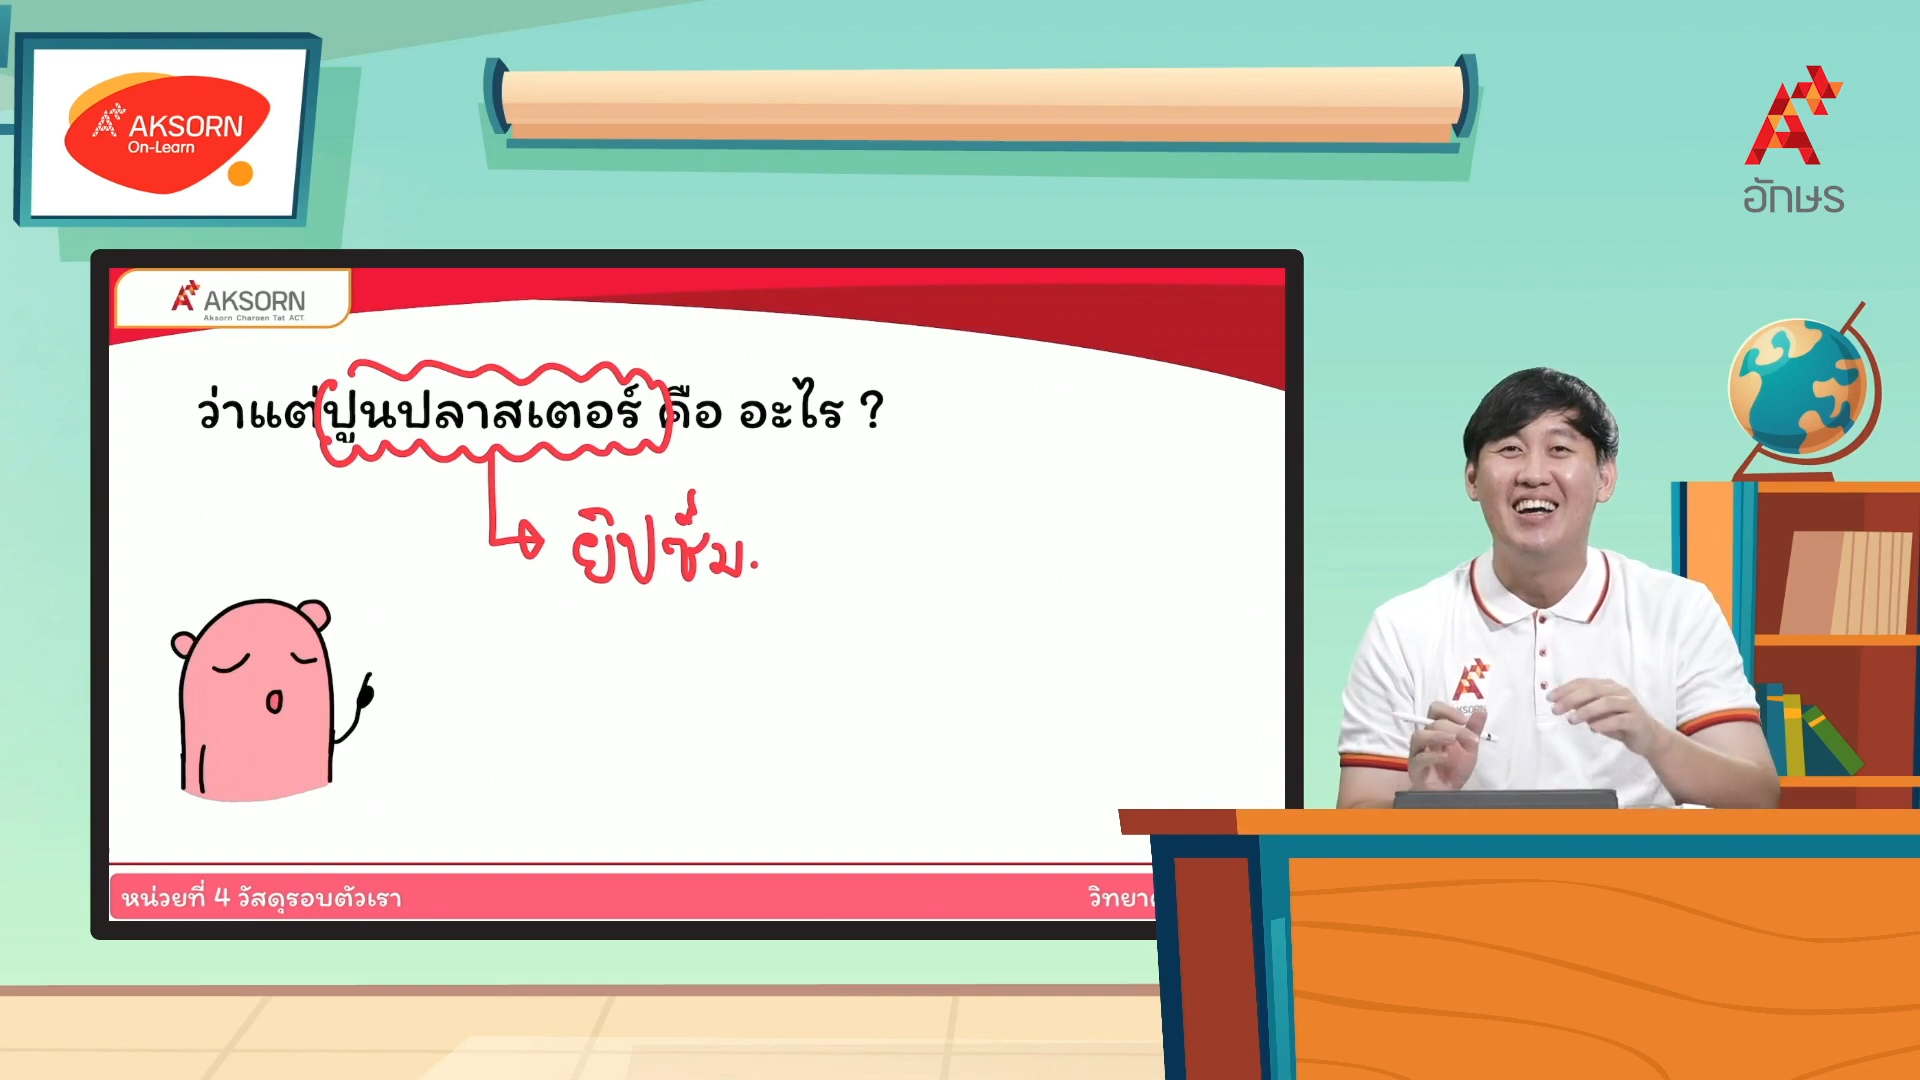 AKSORN
On-Learn
อักษร
AKSORN
Aksorn Charoen Tat ACT.
ว่าแต่ปูนปลาสเตอร์ คือ อะไร ?
ยิปซั่ม.
หน่วยที่ 4 วัสดุรอบตัวเรา